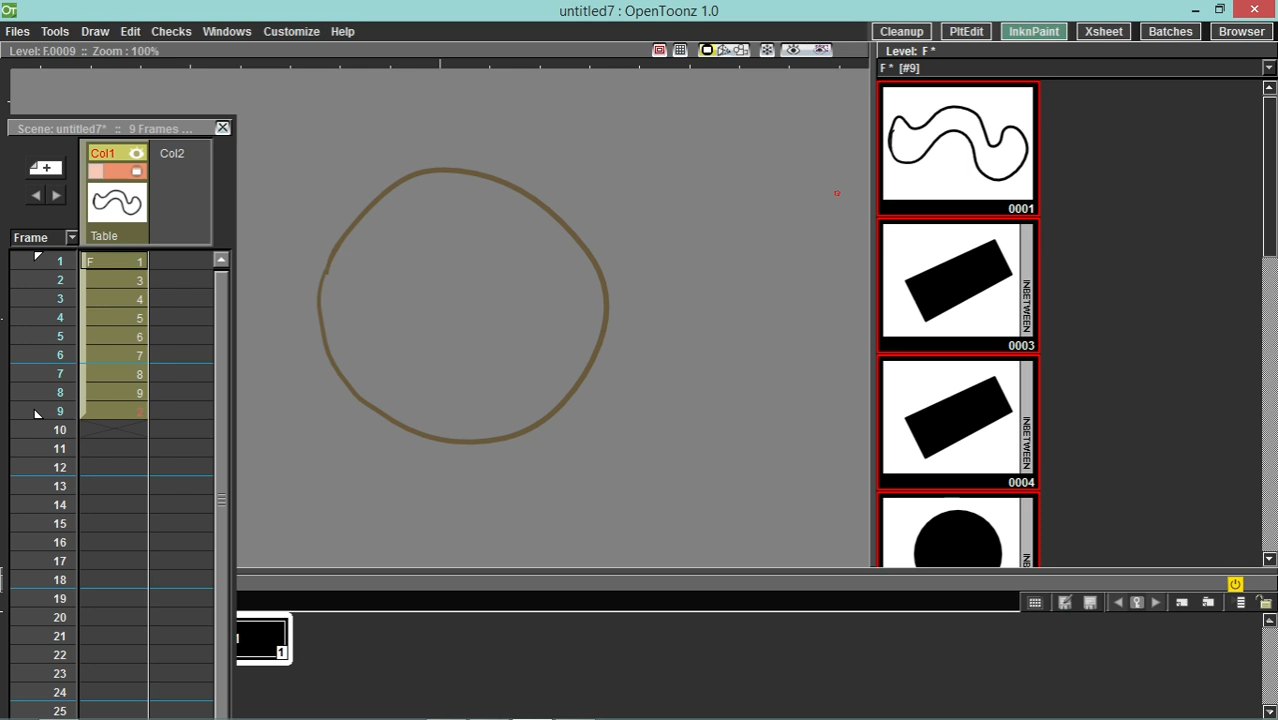 untitled7 : OpenToonz 1.0
Files Tools Draw Edit Checks Xsheet Windows Customize Help
Cleanup PltEdit InknPaint Xsheet Batches Browser
Level: F.0009 :: Zoom : 100%
Level: F *
F * [#9]
Scene: untitled7* :: 9 Frames ...
Col1 Col2
Table
Frame
1 F 1
2 3
3 4
4 5
5 6
6 7
7 8
8 9
9 2
10
11
12
13
14
15
16
17
18
19
20
21
22
23
24
25
0001
INBETWEEN
0003
INBETWEEN
0004
1